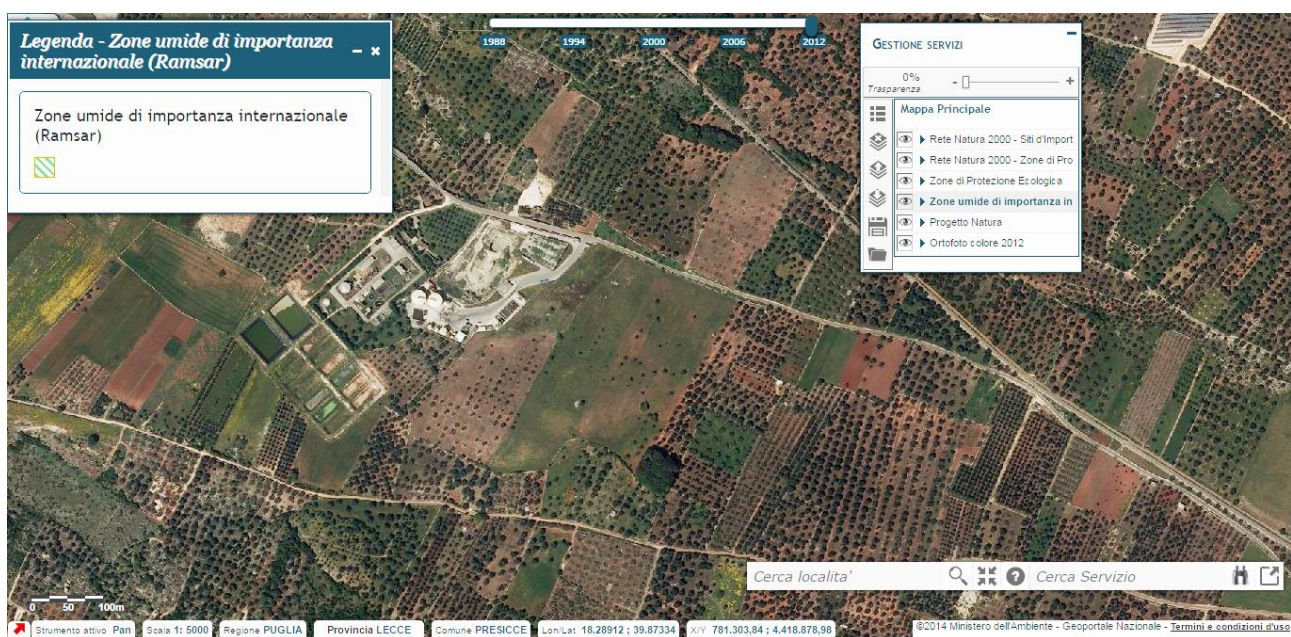 Legenda - Zone umide di importanza
internazionale (Ramsar)
Zone umide di importanza internazionale
(Ramsar)
1988 1994 2000 2006 2012
GESTIONE SERVIZI
0%
Trasparenza
- +
Mappa Principale
Rete Natura 2000 - Siti d'Import
Rete Natura 2000 - Zone di Pro
Zone di Protezione Ecologica
Zone umide di importanza in
Progetto Natura
Ortofoto colore 2012
Cerca localita' Cerca Servizio
0 50 100m
Strumento attivo Pan Scala 1: 5000 Regione PUGLIA Provincia LECCE Comune PRESICCE Lon/Lat 18.28912 ; 39.87334 X/Y 781.303,84 ; 4.418.878,98
©2014 Ministero dell'Ambiente - Geoportale Nazionale - Termini e condizioni d'uso